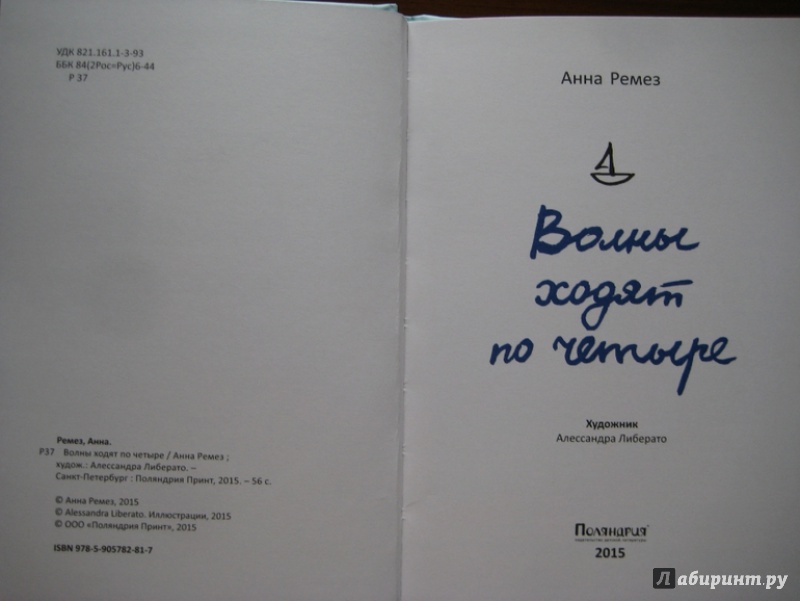 УДК 821.161.1-3-93
ББК 84(2Рос=Рус)6-44
Р 37
Ремез, Анна.
Р37 Волны ходят по четыре / Анна Ремез ;
худож.: Алессандра Либерато. –
Санкт-Петербург : Поляндрия Принт, 2015. – 56 с.
© Анна Ремез, 2015
© Alessandra Liberato. Иллюстрации, 2015
© ООО «Поляндрия Принт», 2015
ISBN 978-5-905782-81-7
Анна Ремез
Волны
ходят
по четыре
Художник
Алессандра Либерато
Поляндрия
издательство детской литературы
2015
Лабиринт.ру